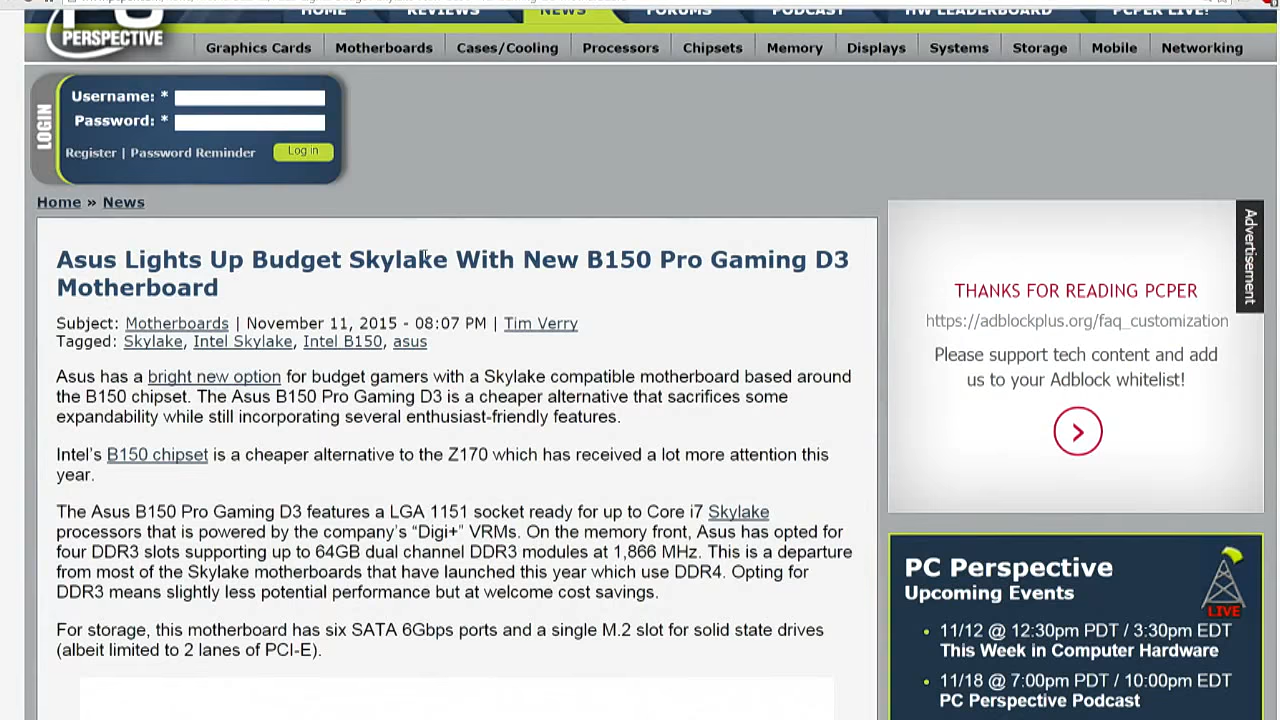 PC
PERSPECTIVE
HOME REVIEWS NEWS FORUMS PODCAST HW LEADERBOARD PCPER LIVE!
Graphics Cards Motherboards Cases/Cooling Processors Chipsets Memory Displays Systems Storage Mobile Networking
LOGIN
Username: *
Password: *
Register | Password Reminder Log in
Home » News
Asus Lights Up Budget Skylake With New B150 Pro Gaming D3
Motherboard
Subject: Motherboards | November 11, 2015 - 08:07 PM | Tim Verry
Tagged: Skylake, Intel Skylake, Intel B150, asus
Asus has a bright new option for budget gamers with a Skylake compatible motherboard based around
the B150 chipset. The Asus B150 Pro Gaming D3 is a cheaper alternative that sacrifices some
expandability while still incorporating several enthusiast-friendly features.
Intel's B150 chipset is a cheaper alternative to the Z170 which has received a lot more attention this
year.
The Asus B150 Pro Gaming D3 features a LGA 1151 socket ready for up to Core i7 Skylake
processors that is powered by the company's “Digi+” VRMs. On the memory front, Asus has opted for
four DDR3 slots supporting up to 64GB dual channel DDR3 modules at 1,866 MHz. This is a departure
from most of the Skylake motherboards that have launched this year which use DDR4. Opting for
DDR3 means slightly less potential performance but at welcome cost savings.
For storage, this motherboard has six SATA 6Gbps ports and a single M.2 slot for solid state drives
(albeit limited to 2 lanes of PCI-E).
Advertisement
THANKS FOR READING PCPER
https://adblockplus.org/faq_customization
Please support tech content and add
us to your Adblock whitelist!
PC Perspective
Upcoming Events
LIVE
11/12 @ 12:30pm PDT / 3:30pm EDT
This Week in Computer Hardware
11/18 @ 7:00pm PDT / 10:00pm EDT
PC Perspective Podcast